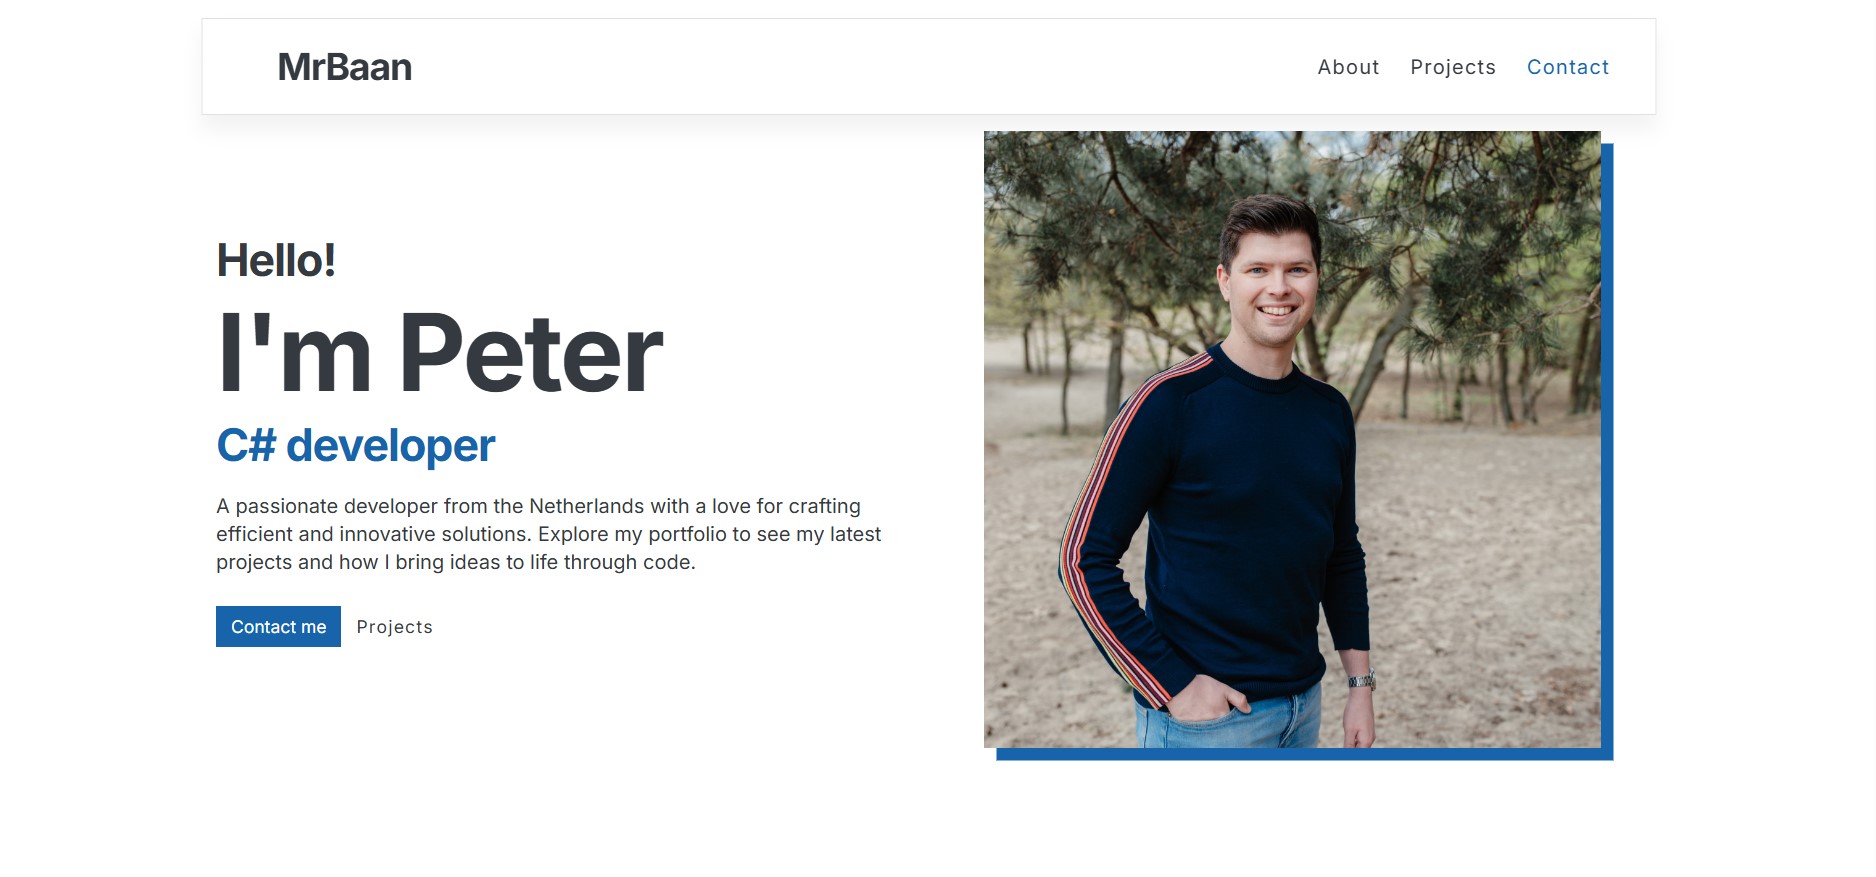 MrBaan
About Projects Contact
Hello!
I'm Peter
C# developer
A passionate developer from the Netherlands with a love for crafting
efficient and innovative solutions. Explore my portfolio to see my latest
projects and how I bring ideas to life through code.
Contact me Projects